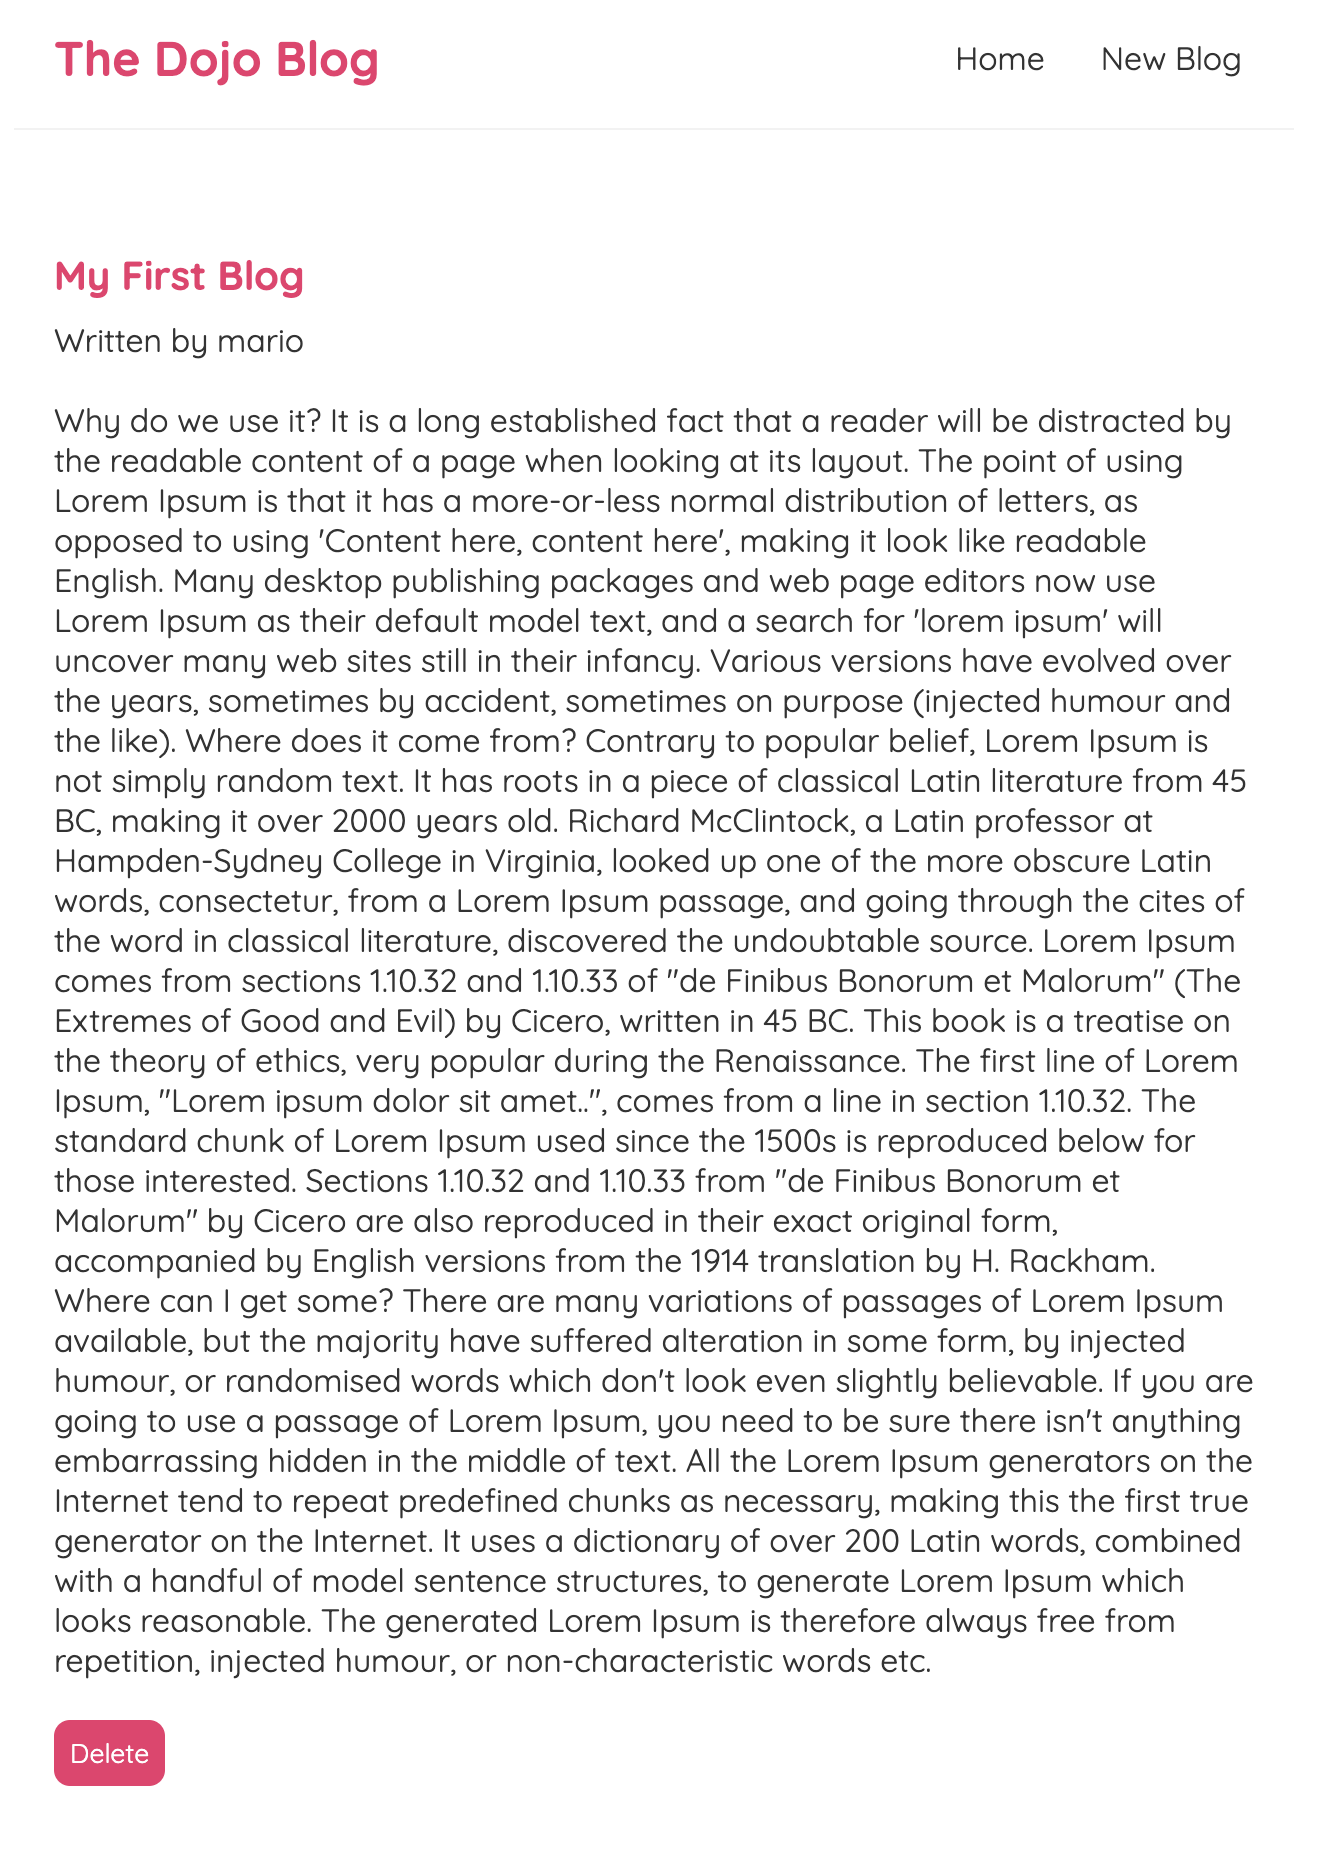 The Dojo Blog
Home
New Blog
My First Blog
Written by mario
Why do we use it? It is a long established fact that a reader will be distracted by
the readable content of a page when looking at its layout. The point of using
Lorem Ipsum is that it has a more-or-less normal distribution of letters, as
opposed to using 'Content here, content here', making it look like readable
English. Many desktop publishing packages and web page editors now use
Lorem Ipsum as their default model text, and a search for 'lorem ipsum' will
uncover many web sites still in their infancy. Various versions have evolved over
the years, sometimes by accident, sometimes on purpose (injected humour and
the like). Where does it come from? Contrary to popular belief, Lorem Ipsum is
not simply random text. It has roots in a piece of classical Latin literature from 45
BC, making it over 2000 years old. Richard McClintock, a Latin professor at
Hampden-Sydney College in Virginia, looked up one of the more obscure Latin
words, consectetur, from a Lorem Ipsum passage, and going through the cites of
the word in classical literature, discovered the undoubtable source. Lorem Ipsum
comes from sections 1.10.32 and 1.10.33 of "de Finibus Bonorum et Malorum" (The
Extremes of Good and Evil) by Cicero, written in 45 BC. This book is a treatise on
the theory of ethics, very popular during the Renaissance. The first line of Lorem
Ipsum, "Lorem ipsum dolor sit amet..", comes from a line in section 1.10.32. The
standard chunk of Lorem Ipsum used since the 1500s is reproduced below for
those interested. Sections 1.10.32 and 1.10.33 from "de Finibus Bonorum et
Malorum" by Cicero are also reproduced in their exact original form,
accompanied by English versions from the 1914 translation by H. Rackham.
Where can I get some? There are many variations of passages of Lorem Ipsum
available, but the majority have suffered alteration in some form, by injected
humour, or randomised words which don't look even slightly believable. If you are
going to use a passage of Lorem Ipsum, you need to be sure there isn't anything
embarrassing hidden in the middle of text. All the Lorem Ipsum generators on the
Internet tend to repeat predefined chunks as necessary, making this the first true
generator on the Internet. It uses a dictionary of over 200 Latin words, combined
with a handful of model sentence structures, to generate Lorem Ipsum which
looks reasonable. The generated Lorem Ipsum is therefore always free from
repetition, injected humour, or non-characteristic words etc.
Delete